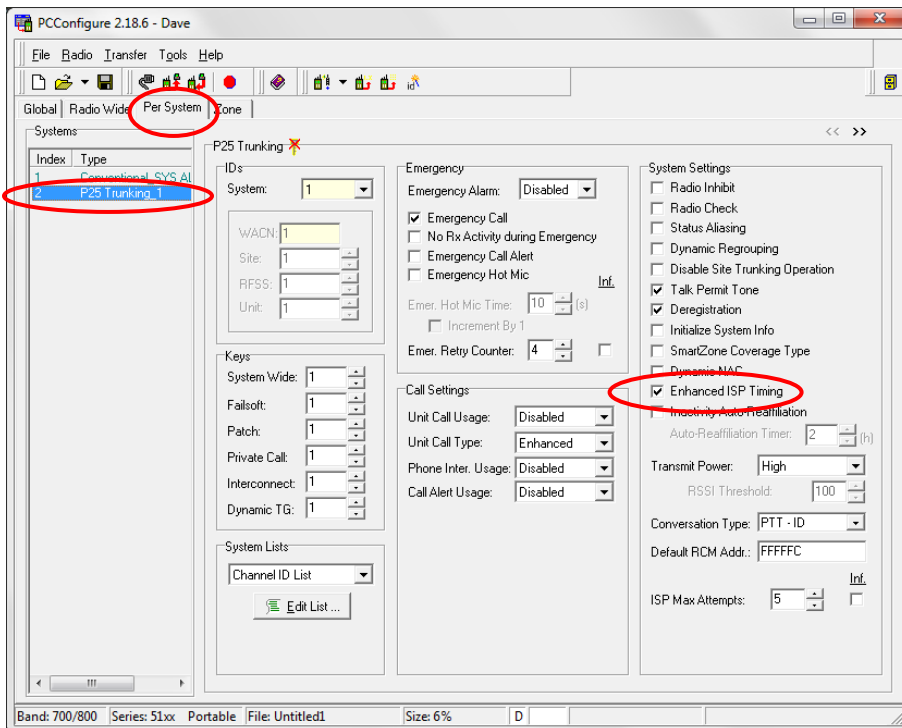 PCConfigure 2.18.6 - Dave
File Radio Transfer Tools Help
Global Radio Wide Per System Zone
Systems
Index Type
1 Conventional_SYS AL
2 P25 Trunking_1
<< >>
P25 Trunking
IDs
System: 1
WACN: 1
Site: 1
RFSS: 1
Unit: 1
Keys
System Wide: 1
Failsoft: 1
Patch: 1
Private Call: 1
Interconnect: 1
Dynamic TG: 1
System Lists
Channel ID List
Edit List ...
Emergency
Emergency Alarm: Disabled
Emergency Call
No Rx Activity during Emergency
Emergency Call Alert
Emergency Hot Mic
Inf.
Emer. Hot Mic Time: 10 (s)
Increment By 1
Emer. Retry Counter: 4
Call Settings
Unit Call Usage: Disabled
Unit Call Type: Enhanced
Phone Inter. Usage: Disabled
Call Alert Usage: Disabled
System Settings
Radio Inhibit
Radio Check
Status Aliasing
Dynamic Regrouping
Disable Site Trunking Operation
Talk Permit Tone
Deregistration
Initialize System Info
SmartZone Coverage Type
Dynamic NAC
Enhanced ISP Timing
Inactivity Auto-Reaffiliation
Auto-Reaffiliation Timer: 2 (h)
Transmit Power: High
RSSI Threshold: 100
Conversation Type: PTT - ID
Default RCM Addr.: FFFFFC
Inf.
ISP Max Attempts: 5
Band: 700/800 Series: 51xx Portable File: Untitled1 Size: 6% D